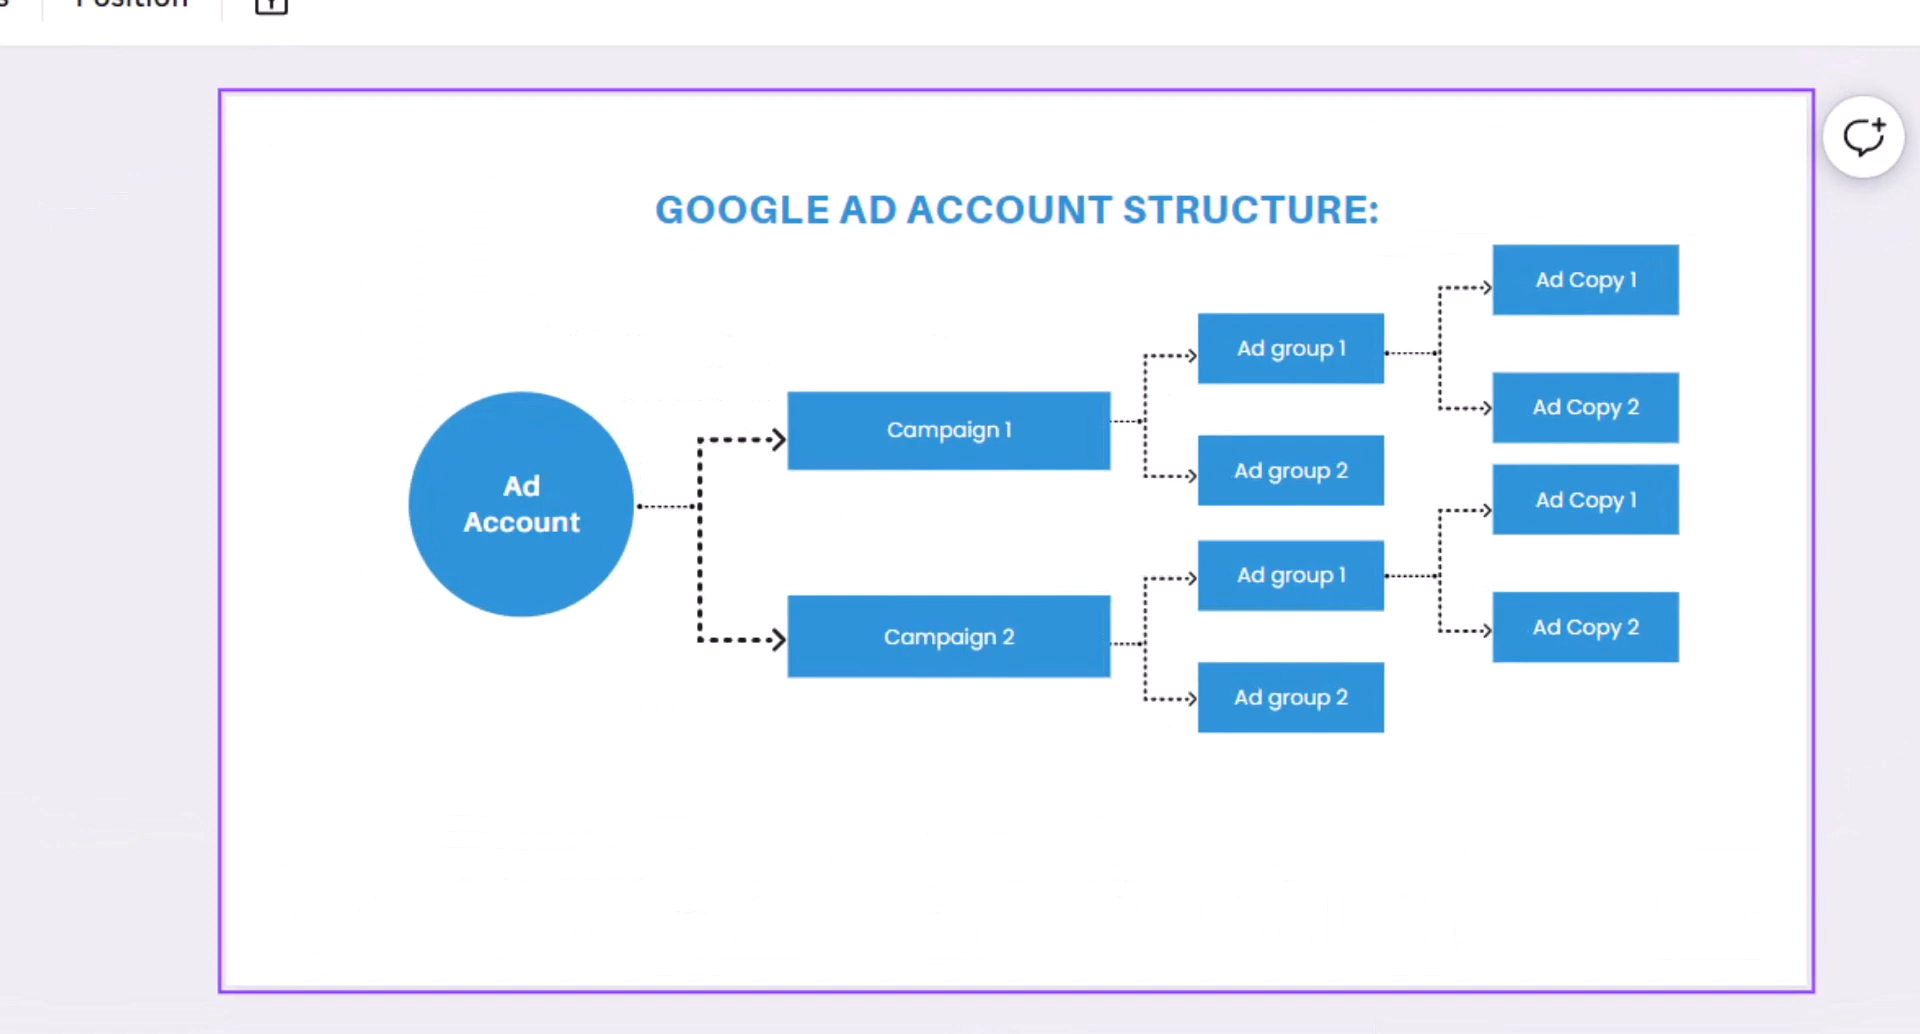 Position
GOOGLE AD ACCOUNT STRUCTURE:
Ad
Account
Campaign 1
Campaign 2
Ad group 1
Ad group 2
Ad group 1
Ad group 2
Ad Copy 1
Ad Copy 2
Ad Copy 1
Ad Copy 2